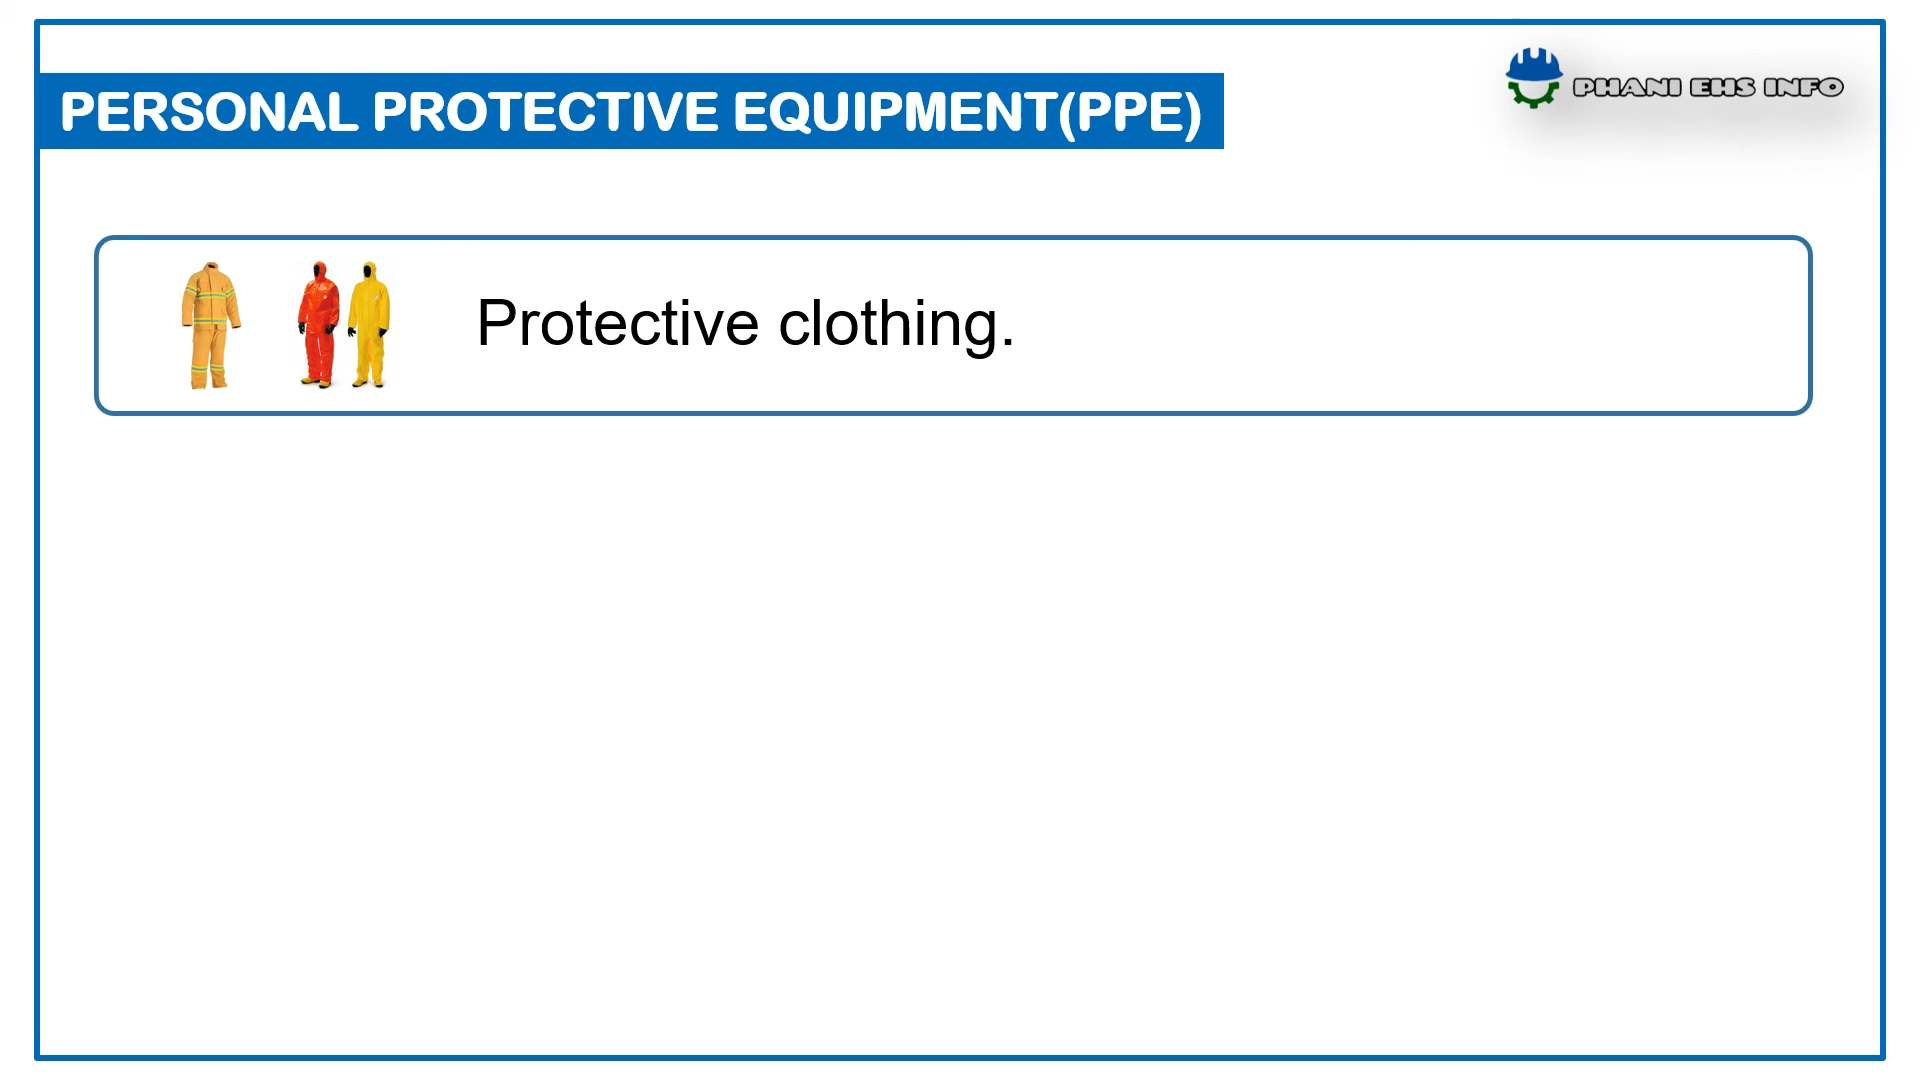 PERSONAL PROTECTIVE EQUIPMENT(PPE)
PHANI EHS INFO
Protective clothing.